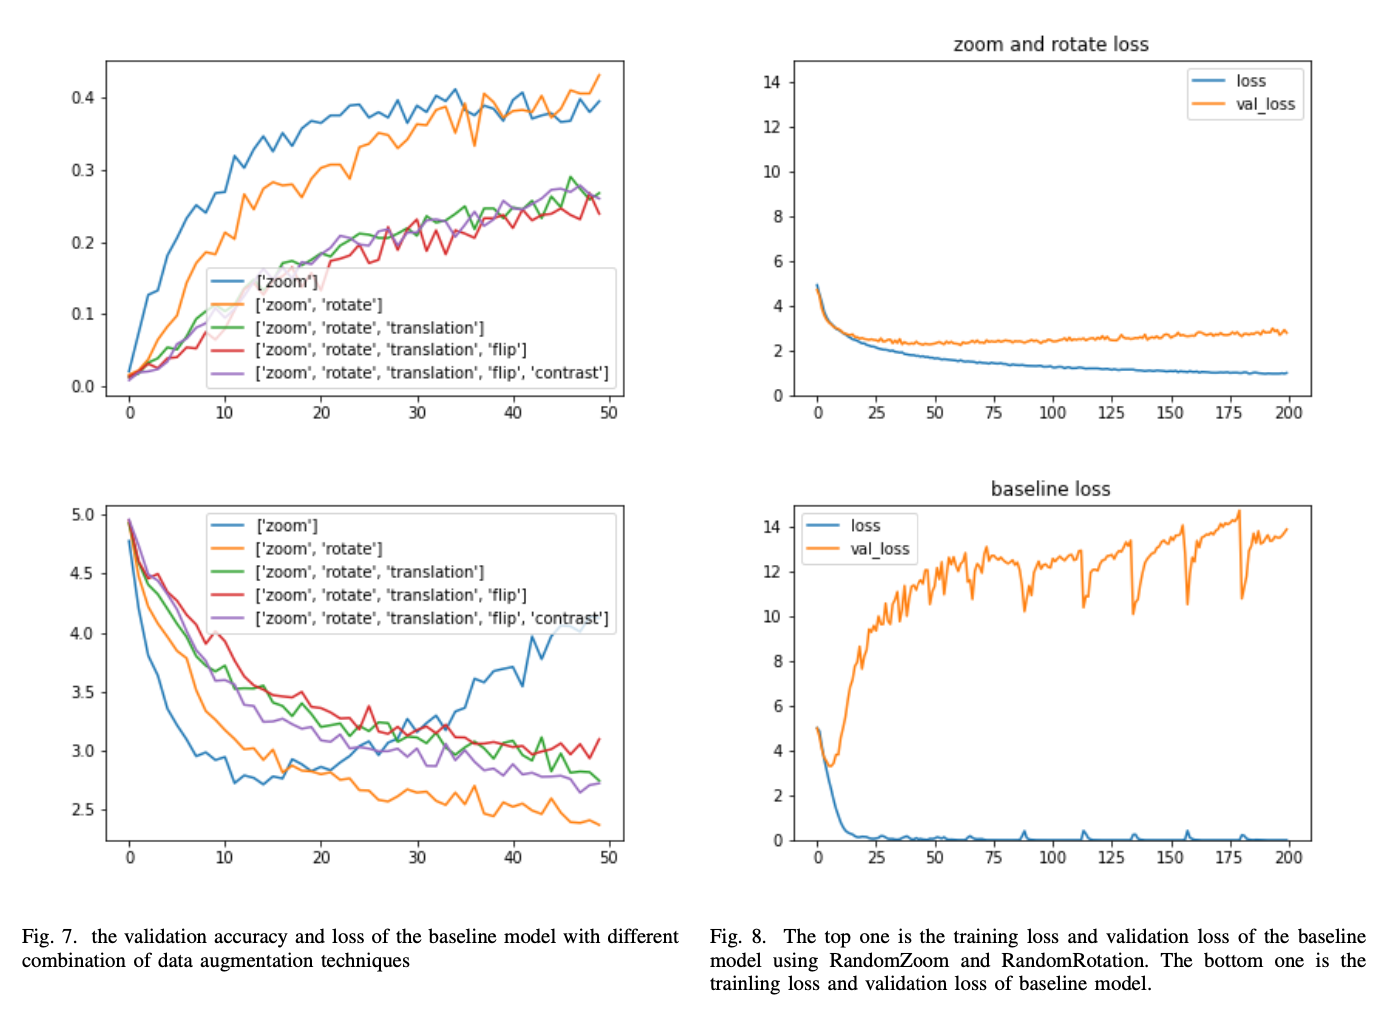 0.4
0.3
0.2
0.1
0.0
['zoom']
['zoom', 'rotate']
['zoom', 'rotate', 'translation']
['zoom', 'rotate', 'translation', 'flip']
['zoom', 'rotate', 'translation', 'flip', 'contrast']
0 10 20 30 40 50
5.0
4.5
4.0
3.5
3.0
2.5
['zoom']
['zoom', 'rotate']
['zoom', 'rotate', 'translation']
['zoom', 'rotate', 'translation', 'flip']
['zoom', 'rotate', 'translation', 'flip', 'contrast']
0 10 20 30 40 50
Fig. 7. the validation accuracy and loss of the baseline model with different
combination of data augmentation techniques
zoom and rotate loss
14
12
10
8
6
4
2
0
loss
val_loss
0 25 50 75 100 125 150 175 200
baseline loss
14
12
10
8
6
4
2
0
loss
val_loss
0 25 50 75 100 125 150 175 200
Fig. 8. The top one is the training loss and validation loss of the baseline
model using RandomZoom and RandomRotation. The bottom one is the
trainling loss and validation loss of baseline model.